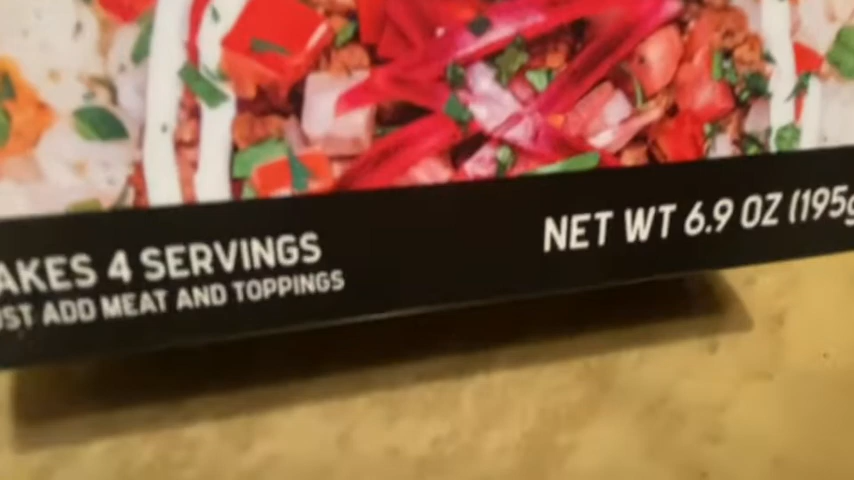 AKES 4 SERVINGS
UST ADD MEAT AND TOPPINGS
NET WT 6.9 OZ (195g